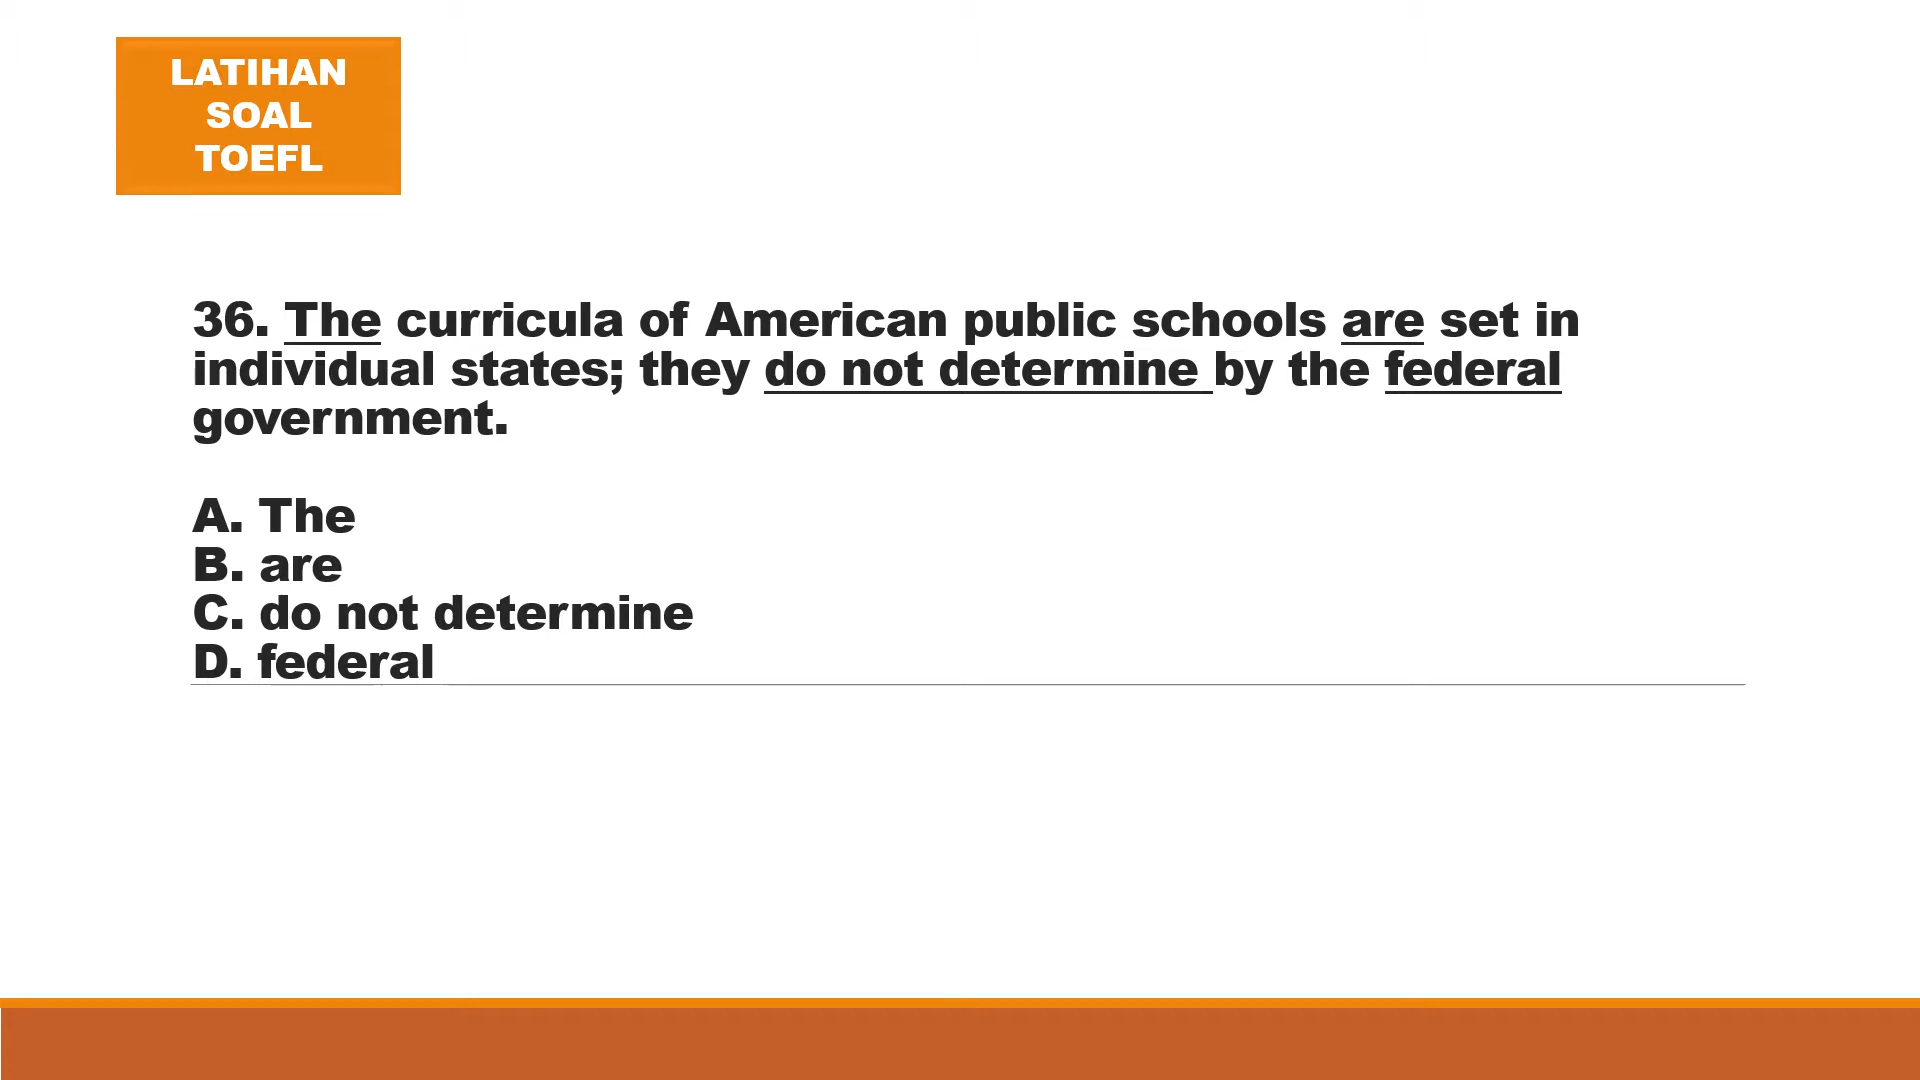 LATIHAN
SOAL
TOEFL
36. The curricula of American public schools are set in
individual states; they do not determine by the federal
government.
A. The
B. are
C. do not determine
D. federal